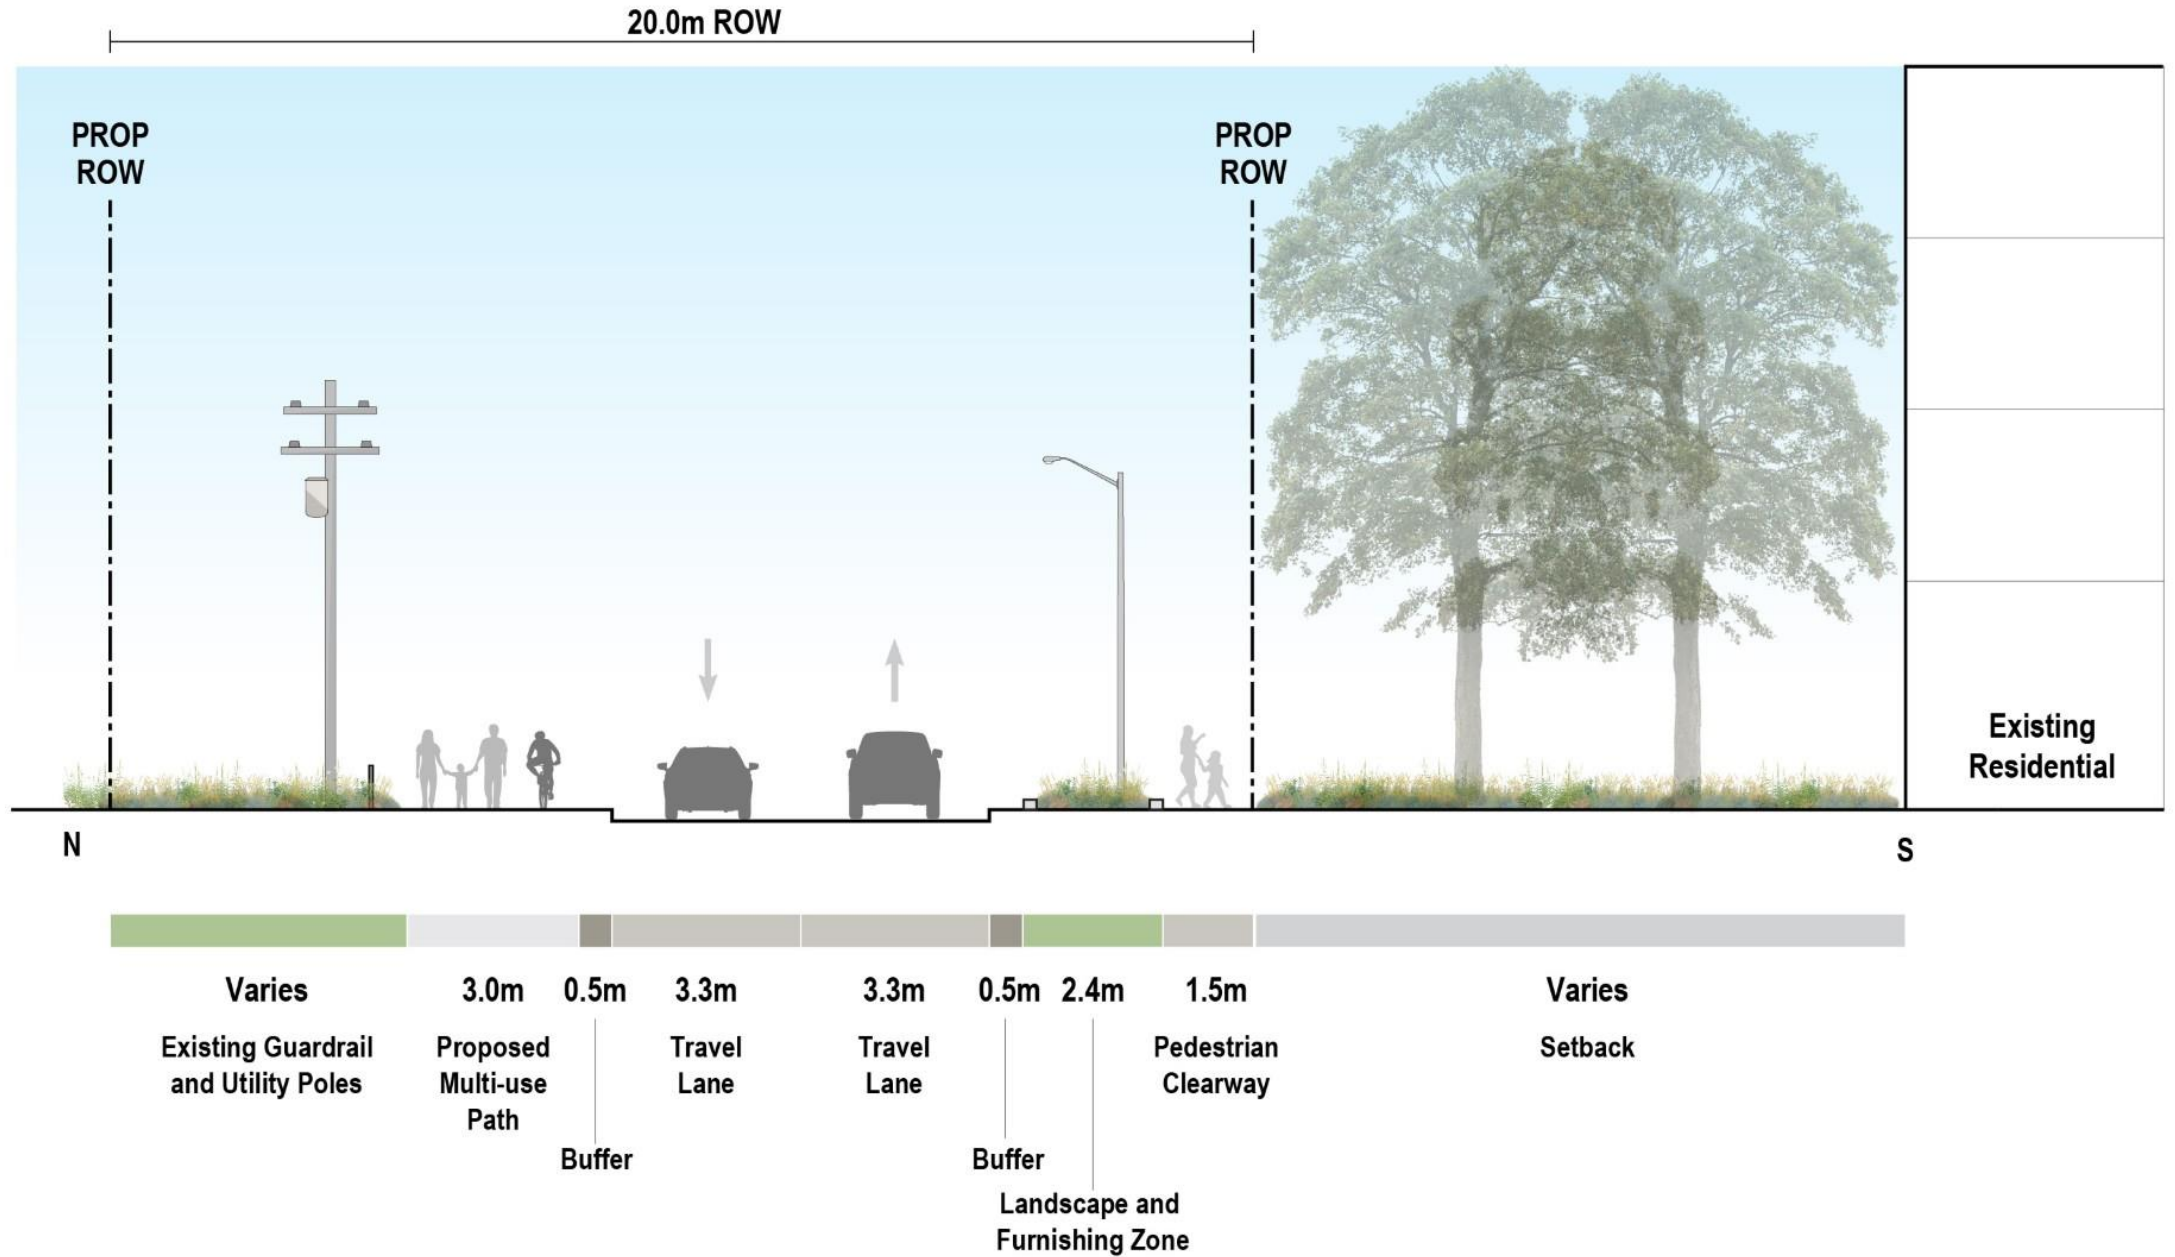 20.0m ROW
PROP
ROW
PROP
ROW
Existing
Residential
N
S
Varies
3.0m
0.5m
3.3m
3.3m
0.5m
2.4m
1.5m
Varies
Existing Guardrail
and Utility Poles
Proposed
Multi-use
Path
Travel
Lane
Travel
Lane
Pedestrian
Clearway
Setback
Buffer
Buffer
Landscape and
Furnishing Zone